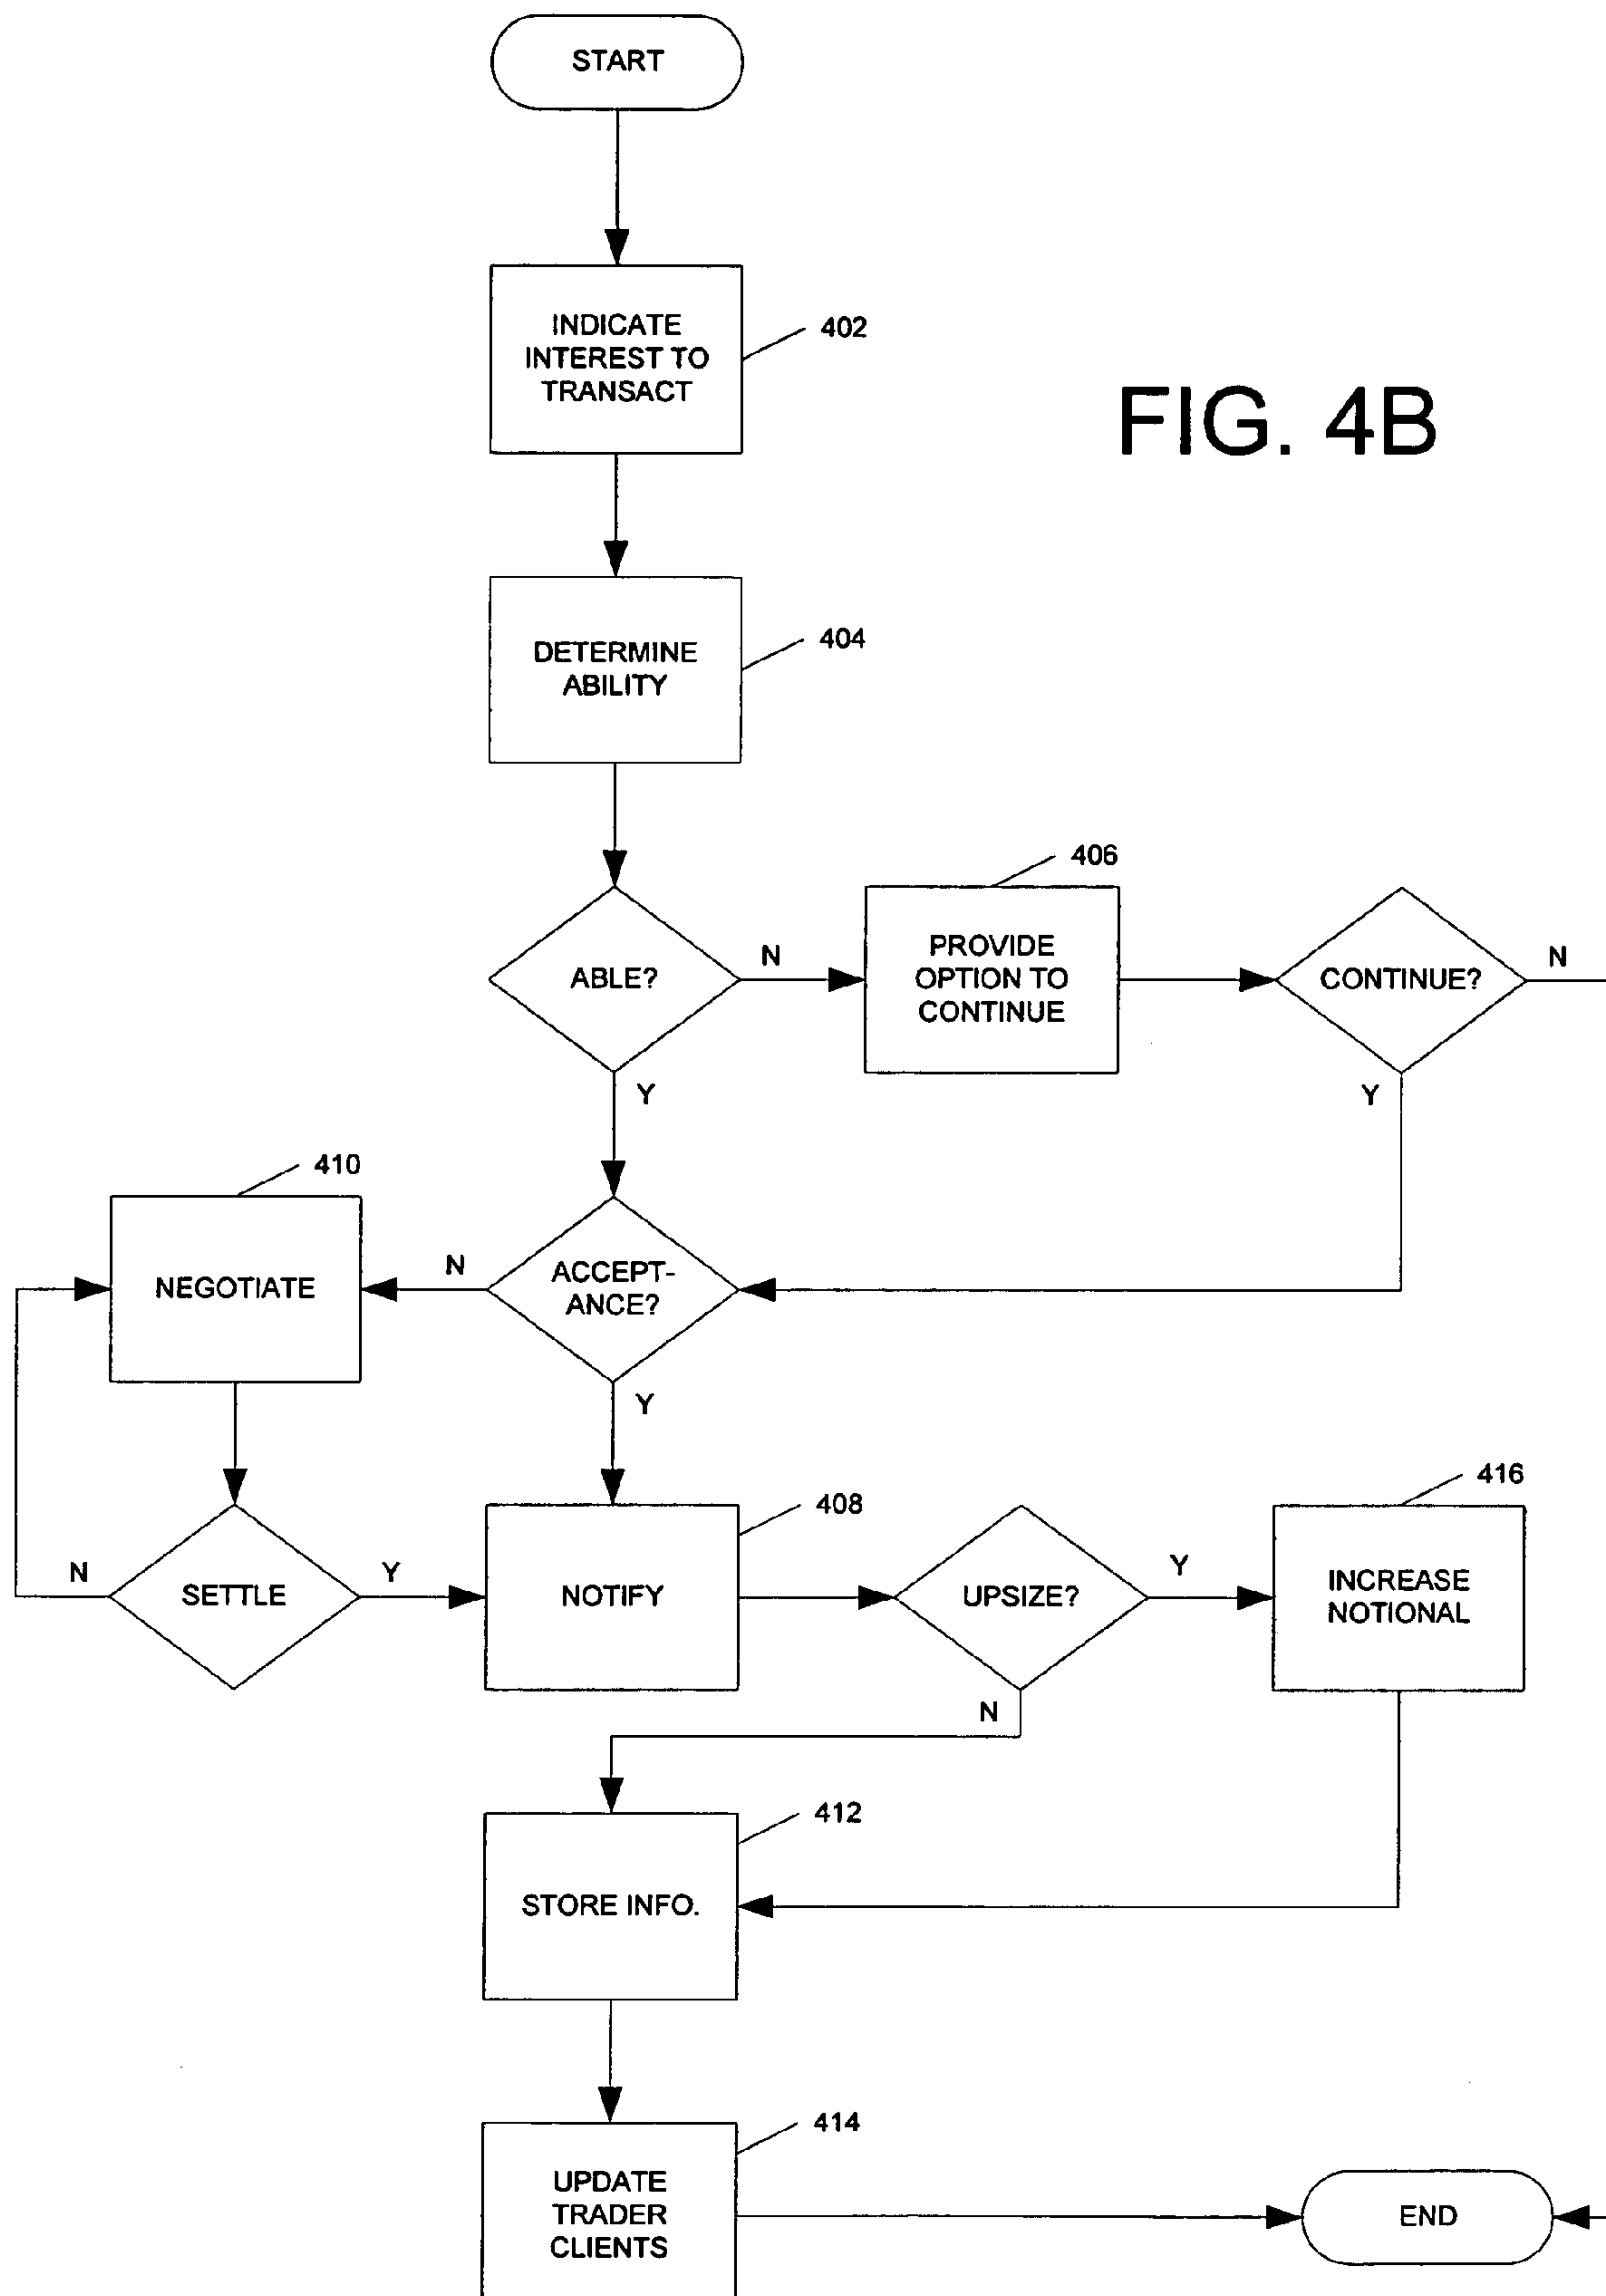 START
INDICATE
INTEREST TO
TRANSACT
402
FIG. 4B
DETERMINE
ABILITY
404
ABLE?
N
406
PROVIDE
OPTION TO
CONTINUE
CONTINUE?
N
Y
Y
410
NEGOTIATE
N
ACCEPT-
ANCE?
Y
N
SETTLE
Y
408
NOTIFY
UPSIZE?
Y
416
INCREASE
NOTIONAL
N
412
STORE INFO.
414
UPDATE
TRADER
CLIENTS
END